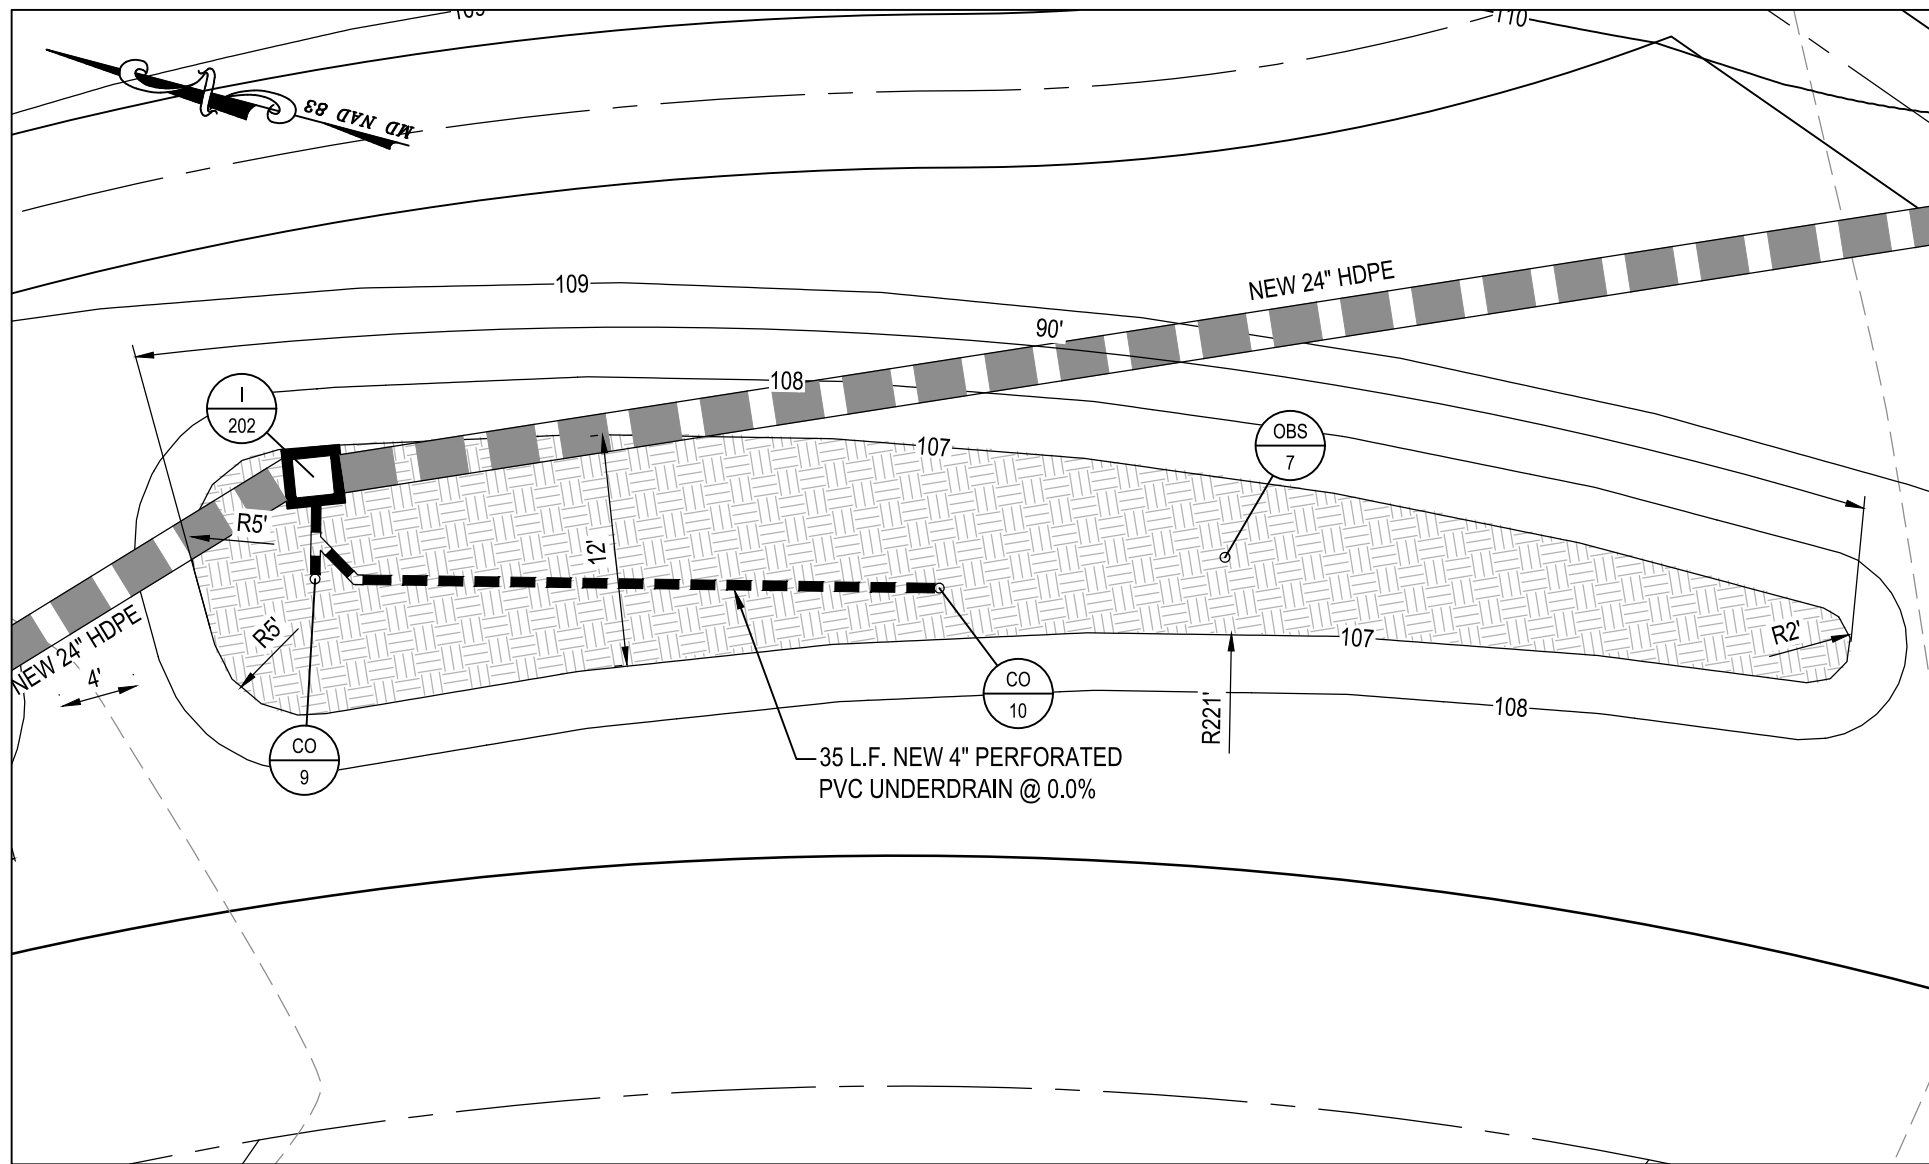 110
MD NAD 83
109
NEW 24" HDPE
90'
108
I
202
OBS
7
107
R5'
12'
R5'
R2'
107
NEW 24" HDPE
4'
CO
10
R221'
108
CO
9
35 L.F. NEW 4" PERFORATED
PVC UNDERDRAIN @ 0.0%